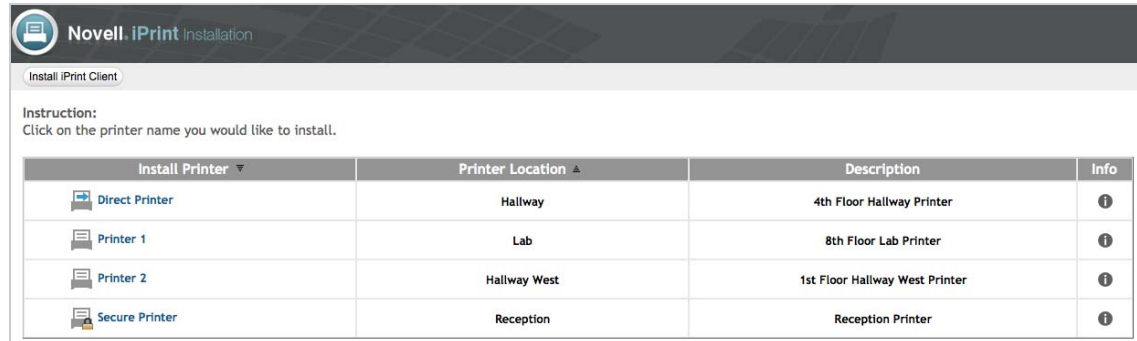 Novell. iPrint Installation
Install iPrint Client
Instruction:
Click on the printer name you would like to install.
Install Printer Printer Location Description Info
Direct Printer Hallway 4th Floor Hallway Printer
Printer 1 Lab 8th Floor Lab Printer
Printer 2 Hallway West 1st Floor Hallway West Printer
Secure Printer Reception Reception Printer